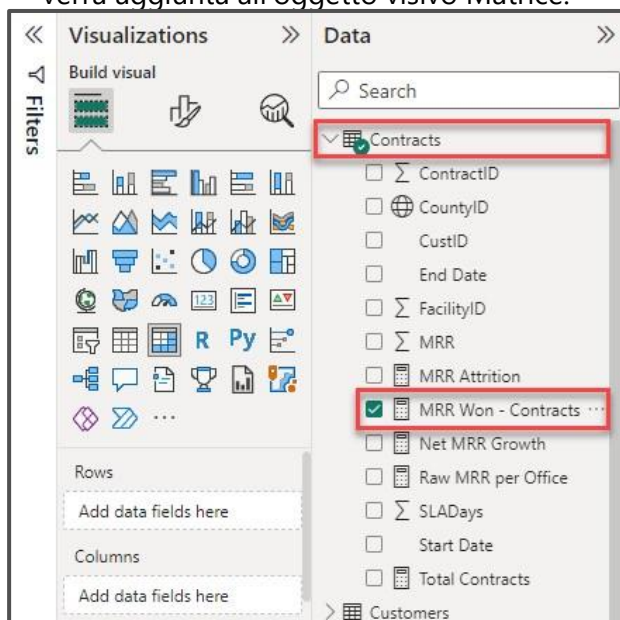 verrà aggiunta all'oggetto visivo Matrice.
Visualizations
Build visual
Filters
123
R
Py
Rows
Add data fields here
Columns
Add data fields here
Data
Search
Contracts
ContractID
CountyID
CustID
End Date
FacilityID
MRR
MRR Attrition
MRR Won - Contracts
Net MRR Growth
Raw MRR per Office
SLADays
Start Date
Total Contracts
Customers